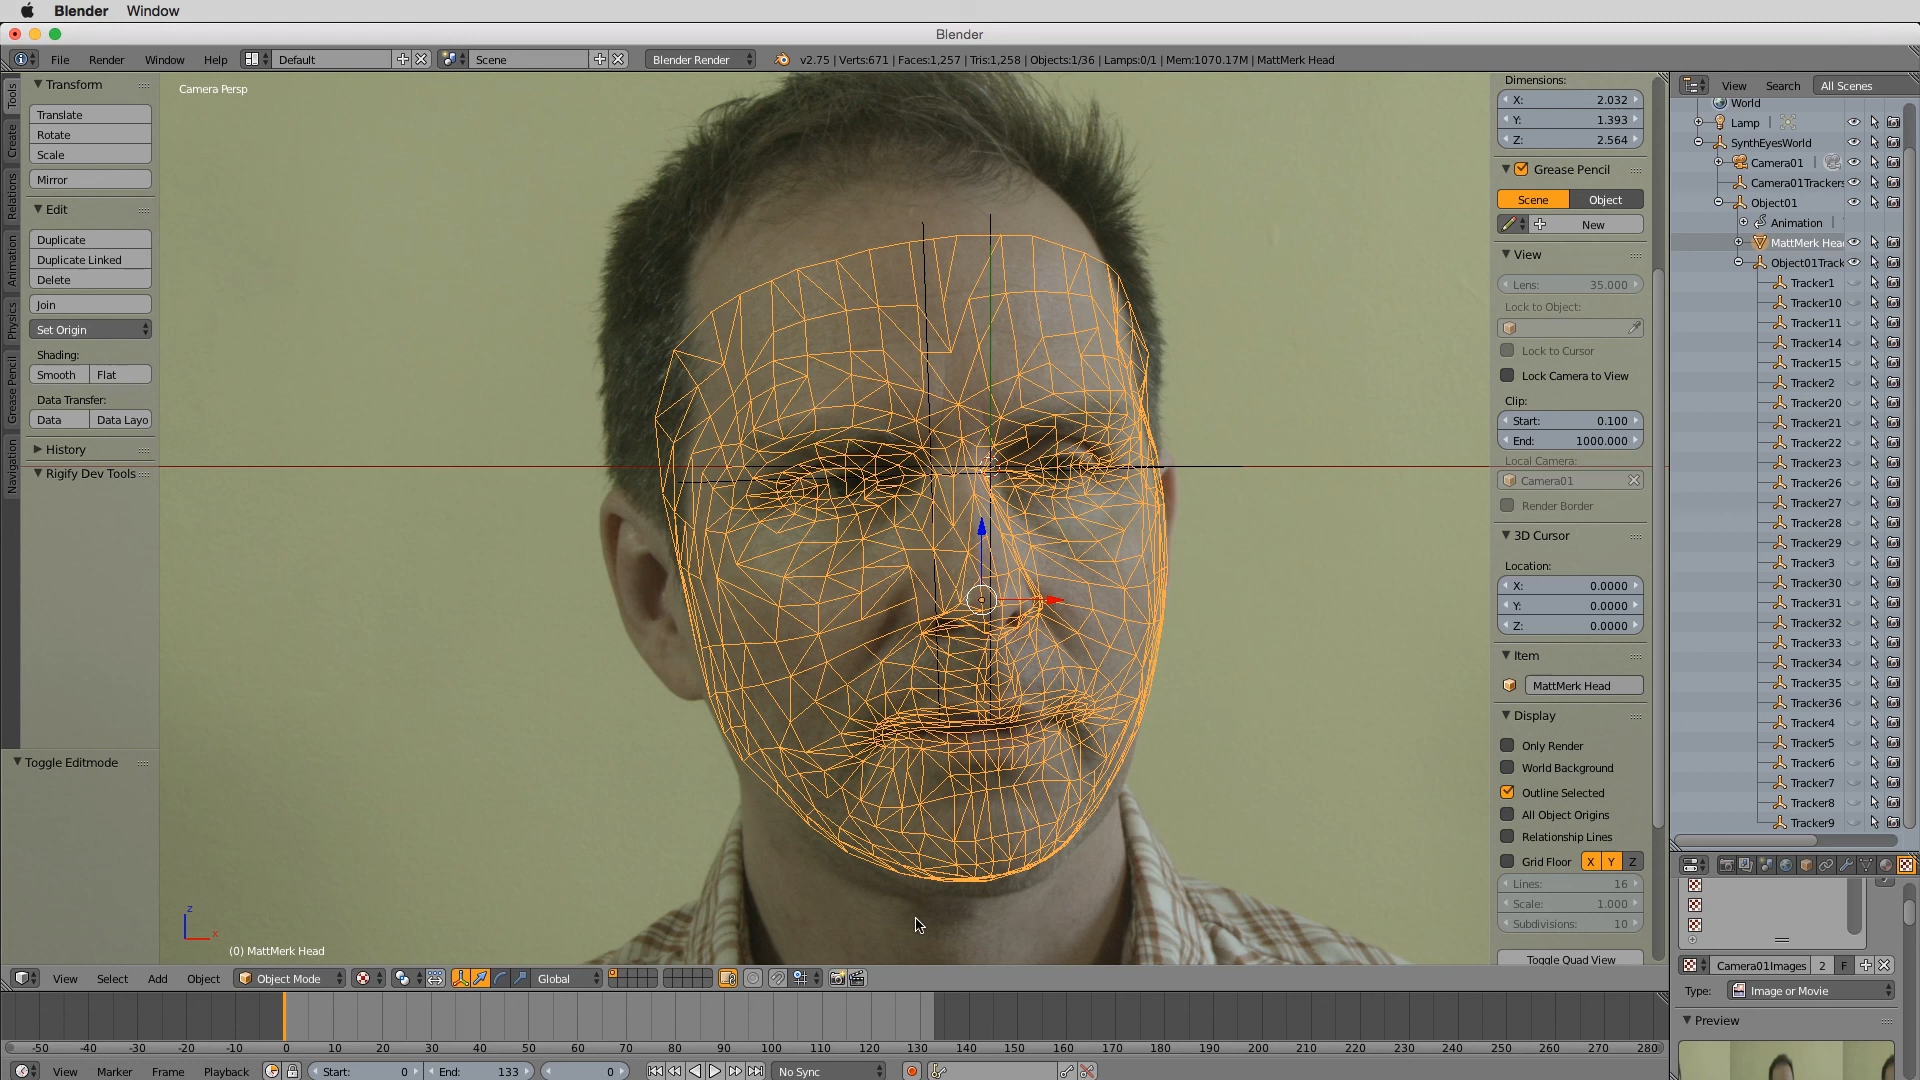 Blender Window
Blender
File Render Window Help Default Scene Blender Render v2.75 | Verts:671 | Faces:1,257 | Tris:1,258 | Objects:1/36 | Lamps:0/1 | Mem:1070.17M | MattMerk Head
Tools
Create
Relations
Animation
Physics
Grease Pencil
Navigation
Transform
Translate
Rotate
Scale
Mirror
Edit
Duplicate
Duplicate Linked
Delete
Join
Set Origin
Shading:
Smooth Flat
Data Transfer:
Data Data Layo
History
Rigify Dev Tools
Toggle Editmode
Camera Persp
z
x
(0) MattMerk Head
Dimensions:
X: 2.032
Y: 1.393
Z: 2.564
Grease Pencil
Scene Object
New
View
Lens: 35.000
Lock to Object:
Lock to Cursor
Lock Camera to View
Clip:
Start: 0.100
End: 1000.000
Local Camera:
Camera01
Render Border
3D Cursor
Location:
X: 0.0000
Y: 0.0000
Z: 0.0000
Item
MattMerk Head
Display
Only Render
World Background
Outline Selected
All Object Origins
Relationship Lines
Grid Floor X Y Z
Lines: 16
Scale: 1.000
Subdivisions: 10
Toggle Quad View
View Search All Scenes
World
Lamp
SynthEyesWorld
Camera01
Camera01Trackers
Object01
Animation
MattMerk Head
Object01Track
Tracker1
Tracker10
Tracker11
Tracker14
Tracker15
Tracker2
Tracker20
Tracker21
Tracker22
Tracker23
Tracker26
Tracker27
Tracker28
Tracker29
Tracker3
Tracker30
Tracker31
Tracker32
Tracker33
Tracker34
Tracker35
Tracker36
Tracker4
Tracker5
Tracker6
Tracker7
Tracker8
Tracker9
Camera01Images 2 F
Type: Image or Movie
Preview
View Select Add Object Object Mode Global
-50 -40 -30 -20 -10 0 10 20 30 40 50 60 70 80 90 100 110 120 130 140 150 160 170 180 190 200 210 220 230 240 250 260 270 280
View Marker Frame Playback Start: 0 End: 133 0 No Sync